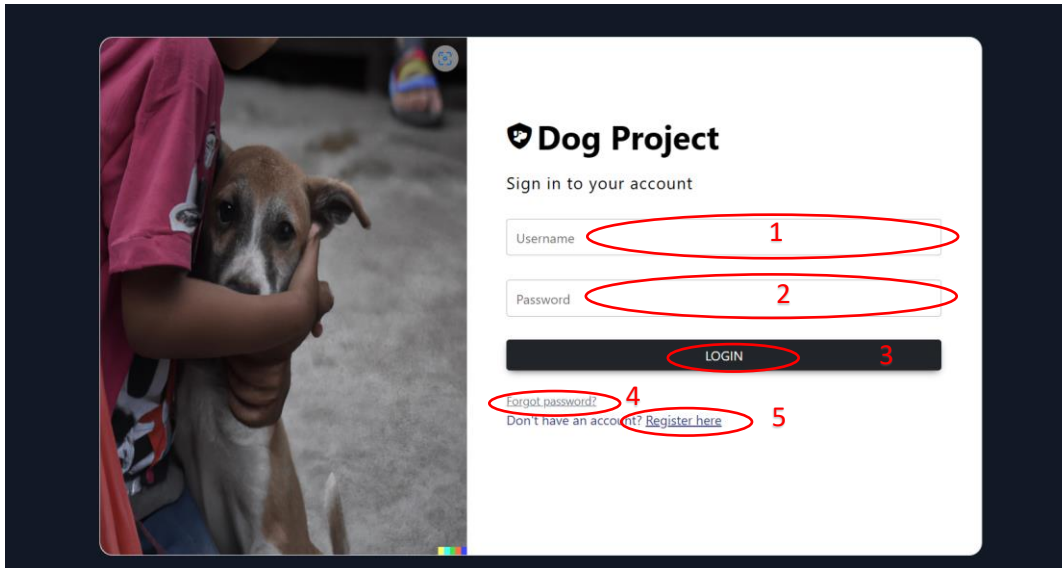 Dog Project
Sign in to your account
Username 1
Password 2
LOGIN 3
Forgot password? 4
Don't have an account? Register here 5